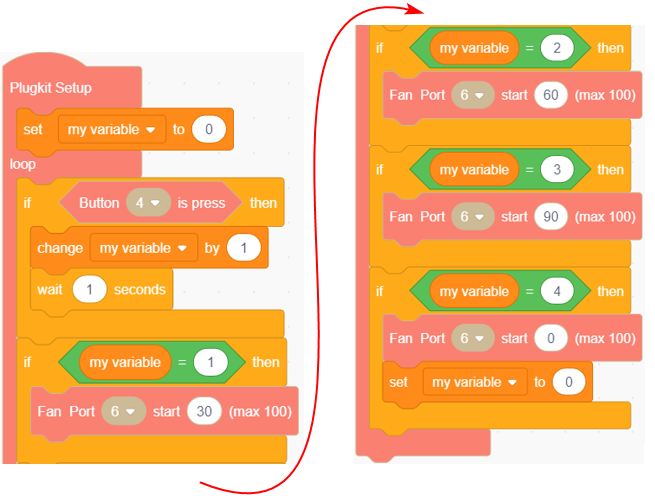 Plugkit Setup
set my variable to 0
loop
if Button 4 is press then
change my variable by 1
wait 1 seconds
if my variable = 1 then
Fan Port 6 start 30 (max 100)
if my variable = 2 then
Fan Port 6 start 60 (max 100)
if my variable = 3 then
Fan Port 6 start 90 (max 100)
if my variable = 4 then
Fan Port 6 start 0 (max 100)
set my variable to 0